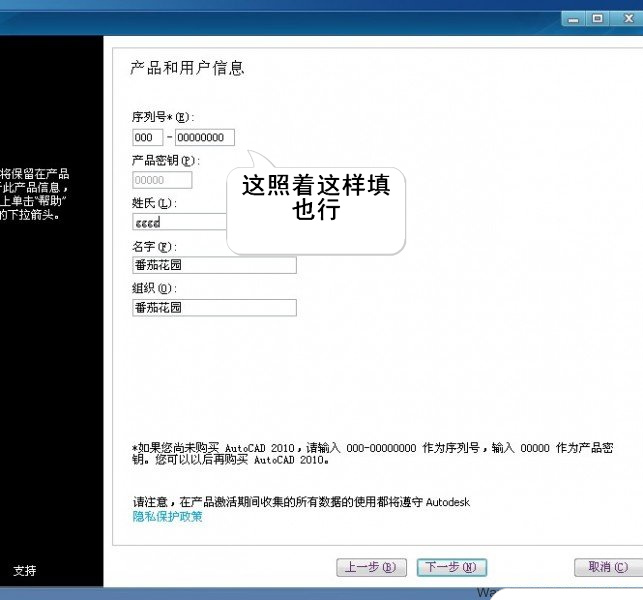 产品和用户信息
序列号*(E):
000 - 00000000
产品密钥(P):
00000
姓氏(L):
名字(F):
番茄花园
组织(O):
番茄花园
这照着这样填
也行
将保留在产品
此产品信息，
上单击“帮助”
的下拉箭头。
*如果您尚未购买 AutoCAD 2010，请输入 000-00000000 作为序列号，输入 00000 作为产品密
钥。您可以以后再购买 AutoCAD 2010。
请注意，在产品激活期间收集的所有数据的使用都将遵守 Autodesk
隐私保护政策
支持
上一步(B)
下一步(N)
取消(C)